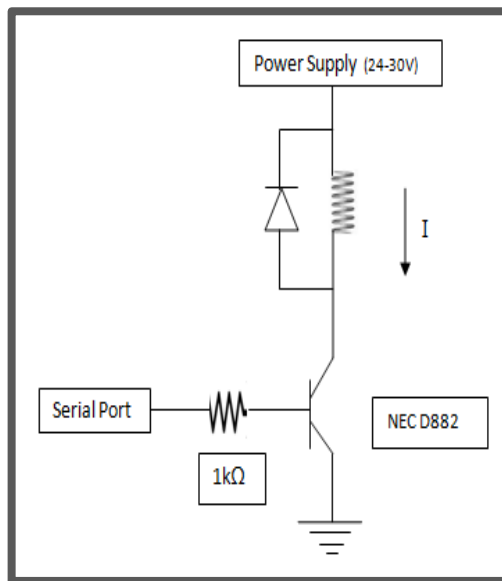 Power Supply (24-30V)
I
Serial Port
NEC D882
1kΩ